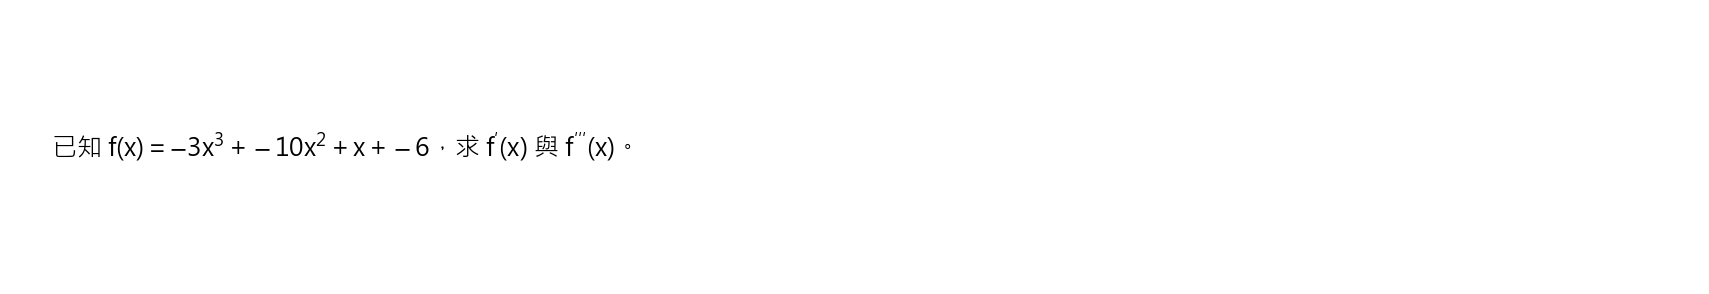 已知 f(x) = −3x³ + −10x² + x + −6，求 f′(x) 與 f′′′(x)。